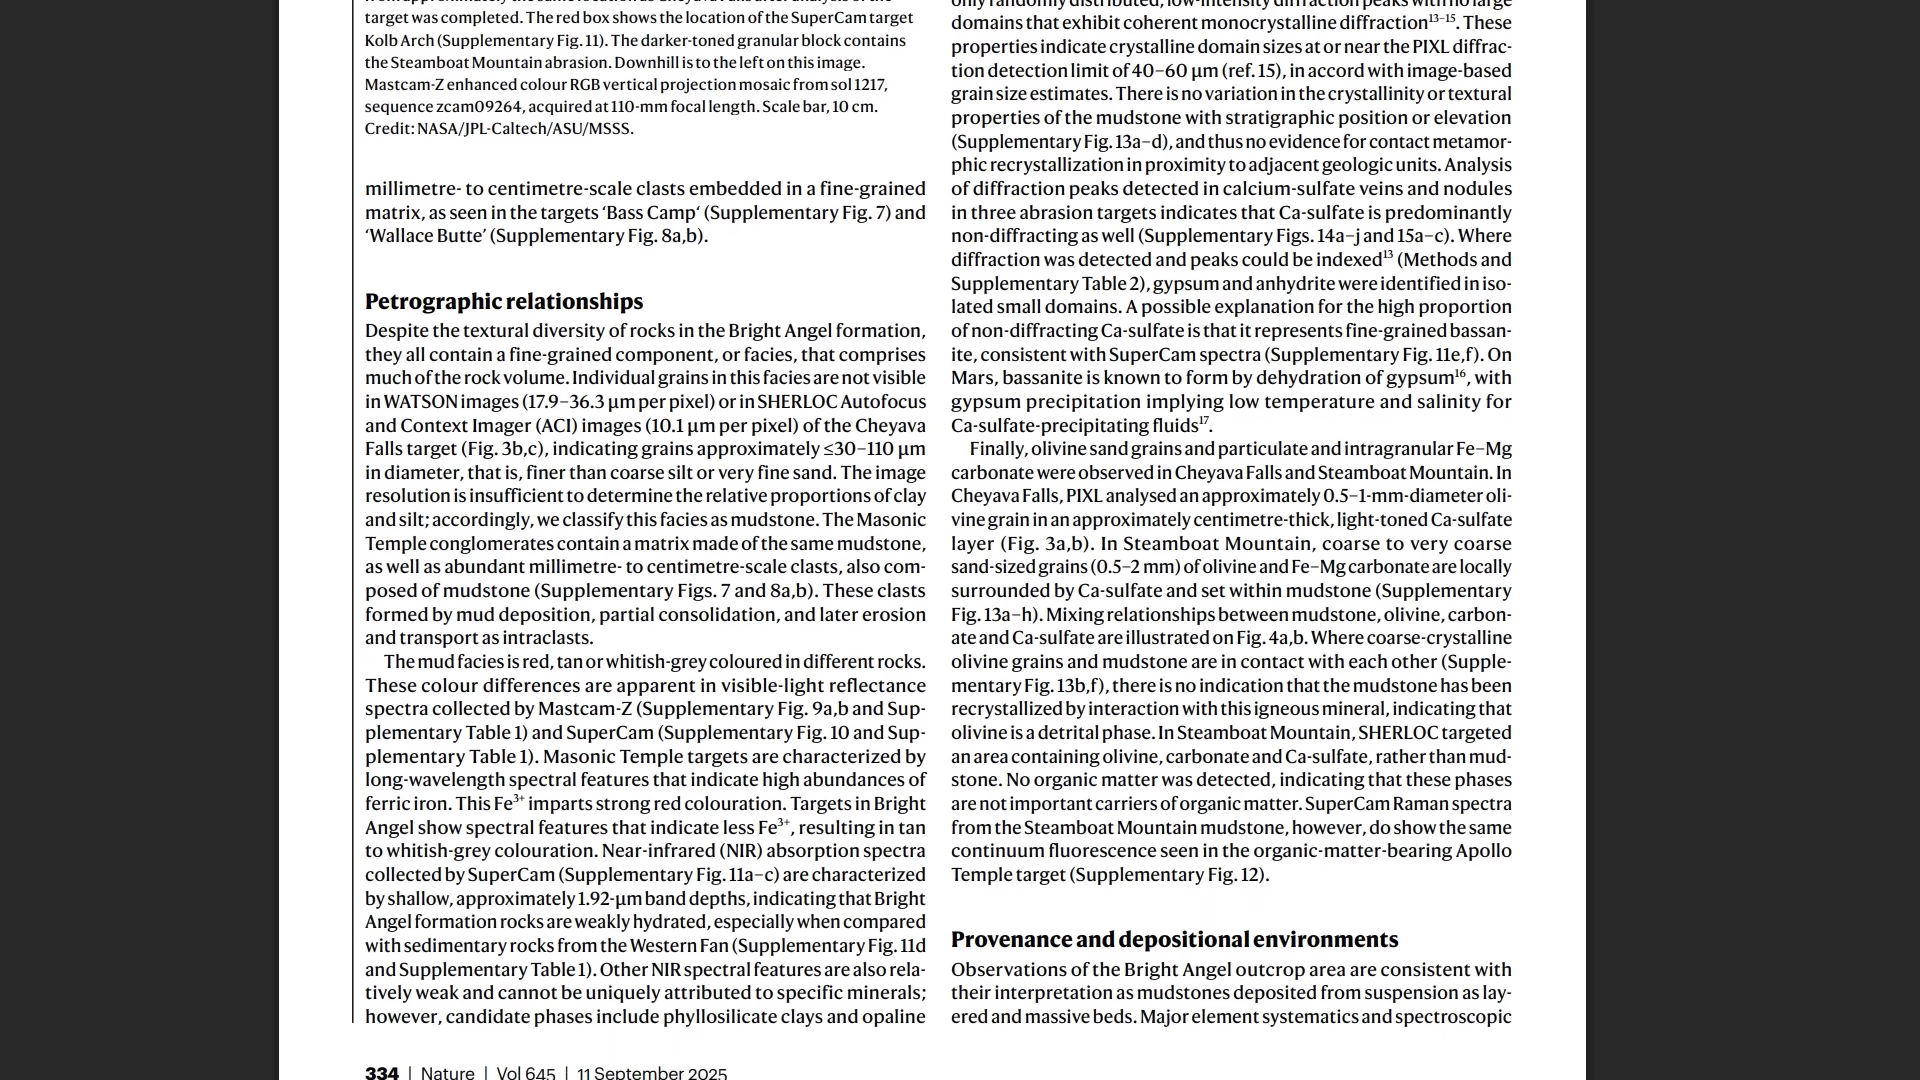 target was completed. The red box shows the location of the SuperCam target
Kolb Arch (Supplementary Fig. 11). The darker-toned granular block contains
the Steamboat Mountain abrasion. Downhill is to the left on this image.
Mastcam-Z enhanced colour RGB vertical projection mosaic from sol 1217,
sequence zcam09264, acquired at 110-mm focal length. Scale bar, 10 cm.
Credit: NASA/JPL-Caltech/ASU/MSSS.
millimetre- to centimetre-scale clasts embedded in a fine-grained
matrix, as seen in the targets ‘Bass Camp‘ (Supplementary Fig. 7) and
‘Wallace Butte’ (Supplementary Fig. 8a,b).
Petrographic relationships
Despite the textural diversity of rocks in the Bright Angel formation,
they all contain a fine-grained component, or facies, that comprises
much of the rock volume. Individual grains in this facies are not visible
in WATSON images (17.9–36.3 μm per pixel) or in SHERLOC Autofocus
and Context Imager (ACI) images (10.1 μm per pixel) of the Cheyava
Falls target (Fig. 3b,c), indicating grains approximately ≤30–110 μm
in diameter, that is, finer than coarse silt or very fine sand. The image
resolution is insufficient to determine the relative proportions of clay
and silt; accordingly, we classify this facies as mudstone. The Masonic
Temple conglomerates contain a matrix made of the same mudstone,
as well as abundant millimetre- to centimetre-scale clasts, also com-
posed of mudstone (Supplementary Figs. 7 and 8a,b). These clasts
formed by mud deposition, partial consolidation, and later erosion
and transport as intraclasts.
The mud facies is red, tan or whitish-grey coloured in different rocks.
These colour differences are apparent in visible-light reflectance
spectra collected by Mastcam-Z (Supplementary Fig. 9a,b and Sup-
plementary Table 1) and SuperCam (Supplementary Fig. 10 and Sup-
plementary Table 1). Masonic Temple targets are characterized by
long-wavelength spectral features that indicate high abundances of
ferric iron. This Fe³⁺ imparts strong red colouration. Targets in Bright
Angel show spectral features that indicate less Fe³⁺, resulting in tan
to whitish-grey colouration. Near-infrared (NIR) absorption spectra
collected by SuperCam (Supplementary Fig. 11a–c) are characterized
by shallow, approximately 1.92-μm band depths, indicating that Bright
Angel formation rocks are weakly hydrated, especially when compared
with sedimentary rocks from the Western Fan (Supplementary Fig. 11d
and Supplementary Table 1). Other NIR spectral features are also rela-
tively weak and cannot be uniquely attributed to specific minerals;
however, candidate phases include phyllosilicate clays and opaline
only randomly distributed, low-intensity diffraction peaks with no large
domains that exhibit coherent monocrystalline diffraction¹³⁻¹⁵. These
properties indicate crystalline domain sizes at or near the PIXL diffrac-
tion detection limit of 40–60 μm (ref. 15), in accord with image-based
grain size estimates. There is no variation in the crystallinity or textural
properties of the mudstone with stratigraphic position or elevation
(Supplementary Fig. 13a–d), and thus no evidence for contact metamor-
phic recrystallization in proximity to adjacent geologic units. Analysis
of diffraction peaks detected in calcium-sulfate veins and nodules
in three abrasion targets indicates that Ca-sulfate is predominantly
non-diffracting as well (Supplementary Figs. 14a–j and 15a–c). Where
diffraction was detected and peaks could be indexed¹³ (Methods and
Supplementary Table 2), gypsum and anhydrite were identified in iso-
lated small domains. A possible explanation for the high proportion
of non-diffracting Ca-sulfate is that it represents fine-grained bassan-
ite, consistent with SuperCam spectra (Supplementary Fig. 11e,f). On
Mars, bassanite is known to form by dehydration of gypsum¹⁶, with
gypsum precipitation implying low temperature and salinity for
Ca-sulfate-precipitating fluids¹⁷.
Finally, olivine sand grains and particulate and intragranular Fe–Mg
carbonate were observed in Cheyava Falls and Steamboat Mountain. In
Cheyava Falls, PIXL analysed an approximately 0.5–1-mm-diameter oli-
vine grain in an approximately centimetre-thick, light-toned Ca-sulfate
layer (Fig. 3a,b). In Steamboat Mountain, coarse to very coarse
sand-sized grains (0.5–2 mm) of olivine and Fe–Mg carbonate are locally
surrounded by Ca-sulfate and set within mudstone (Supplementary
Fig. 13a–h). Mixing relationships between mudstone, olivine, carbon-
ate and Ca-sulfate are illustrated on Fig. 4a,b. Where coarse-crystalline
olivine grains and mudstone are in contact with each other (Supple-
mentary Fig. 13b,f), there is no indication that the mudstone has been
recrystallized by interaction with this igneous mineral, indicating that
olivine is a detrital phase. In Steamboat Mountain, SHERLOC targeted
an area containing olivine, carbonate and Ca-sulfate, rather than mud-
stone. No organic matter was detected, indicating that these phases
are not important carriers of organic matter. SuperCam Raman spectra
from the Steamboat Mountain mudstone, however, do show the same
continuum fluorescence seen in the organic-matter-bearing Apollo
Temple target (Supplementary Fig. 12).
Provenance and depositional environments
Observations of the Bright Angel outcrop area are consistent with
their interpretation as mudstones deposited from suspension as lay-
ered and massive beds. Major element systematics and spectroscopic
334 | Nature | Vol 645 | 11 September 2025